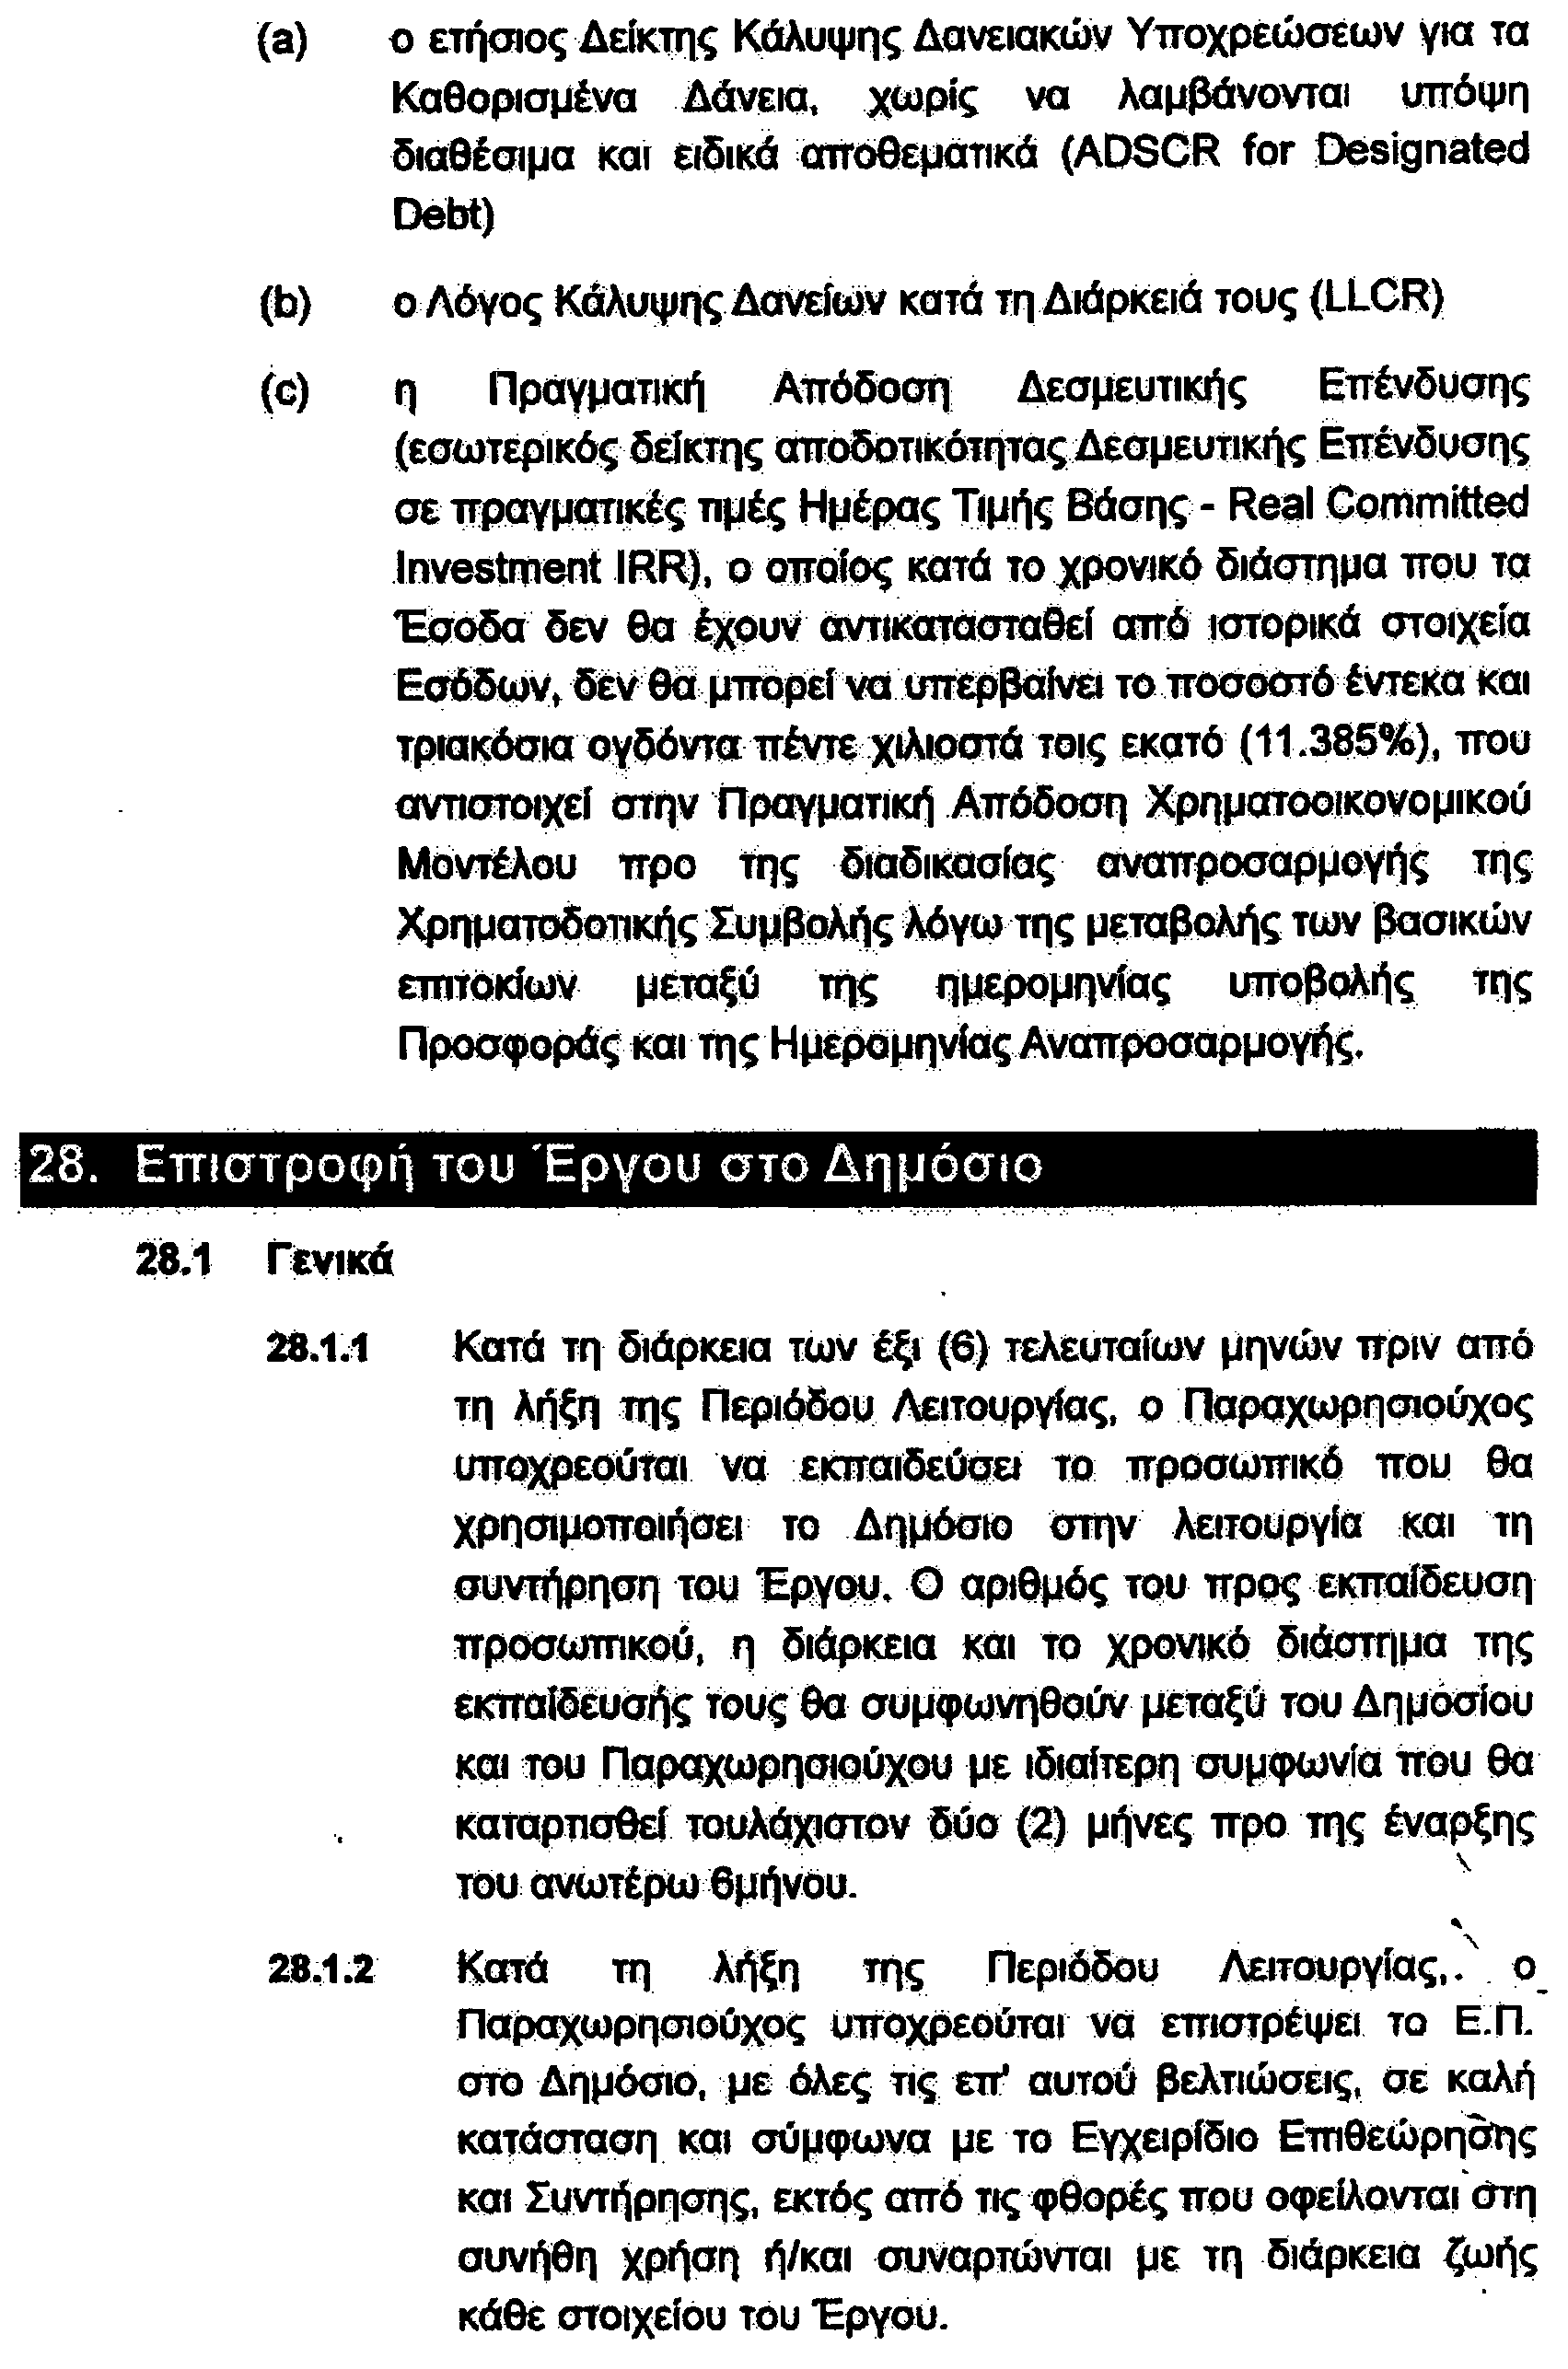 (a) ο ετήσιος Δείκτης Κάλυψης Δανειακών Υποχρεώσεων για τα
Καθορισμένα Δάνεια, χωρίς να λαμβάνονται υπόψη
διαθέσιμα και ειδικά αποθεματικά (ADSCR for Designated
Debt)
(b) ο Λόγος Κάλυψης Δανείων κατά τη Διάρκειά τους (LLCR)
(c) η Πραγματική Απόδοση Δεσμευτικής Επένδυσης
(εσωτερικός δείκτης αποδοτικότητας Δεσμευτικής Επένδυσης
σε πραγματικές τιμές Ημέρας Τιμής Βάσης - Real Committed
Investment IRR), ο οποίος κατά το χρονικό διάστημα που τα
Έσοδα δεν θα έχουν αντικατασταθεί από ιστορικά στοιχεία
Εσόδων, δεν θα μπορεί να υπερβαίνει το ποσοστό έντεκα και
τριακόσια ογδόντα πέντε χιλιοστά τοις εκατό (11.385%), που
αντιστοιχεί στην Πραγματική Απόδοση Χρηματοοικονομικού
Μοντέλου προ της διαδικασίας αναπροσαρμογής της
Χρηματοδοτικής Συμβολής λόγω της μεταβολής των βασικών
επιτοκίων μεταξύ της ημερομηνίας υποβολής της
Προσφοράς και της Ημερομηνίας Αναπροσαρμογής.
28. Επιστροφή του Έργου στο Δημόσιο
28.1 Γενικά
28.1.1 Κατά τη διάρκεια των έξι (6) τελευταίων μηνών πριν από
τη λήξη της Περιόδου Λειτουργίας, ο Παραχωρησιούχος
υποχρεούται να εκπαιδεύσει το προσωπικό που θα
χρησιμοποιήσει το Δημόσιο στην λειτουργία και τη
συντήρηση του Έργου. Ο αριθμός του προς εκπαίδευση
προσωπικού, η διάρκεια και το χρονικό διάστημα της
εκπαίδευσής τους θα συμφωνηθούν μεταξύ του Δημοσίου
και του Παραχωρησιούχου με ιδιαίτερη συμφωνία που θα
καταρτισθεί τουλάχιστον δύο (2) μήνες προ της έναρξης
του ανωτέρω 6μήνου.
28.1.2 Κατά τη λήξη της Περιόδου Λειτουργίας, ο
Παραχωρησιούχος υποχρεούται να επιστρέψει το Ε.Π.
στο Δημόσιο, με όλες τις επ' αυτού βελτιώσεις, σε καλή
κατάσταση και σύμφωνα με το Εγχειρίδιο Επιθεώρησης
και Συντήρησης, εκτός από τις φθορές που οφείλονται στη
συνήθη χρήση ή/και συναρτώνται με τη διάρκεια ζωής
κάθε στοιχείου του Έργου.